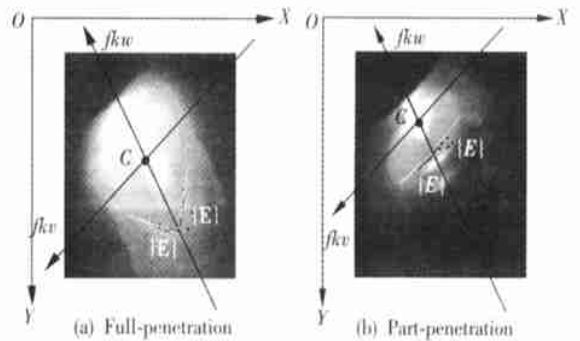 O X
fkw
C
{E}
{E}
fkv
Y
(a) Full-penetration
O X
fkw
C
{E}
{E}
fkv
Y
(b) Part-penetration